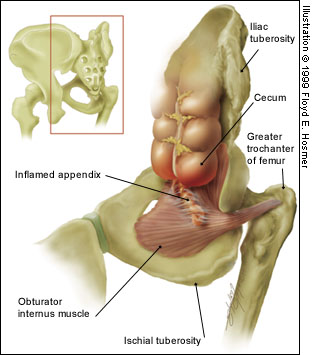 Illustration © 1999 Floyd E. Hosmer
Iliac
tuberosity
Cecum
Greater
trochanter
of femur
Inflamed appendix
Obturator
internus muscle
Ischial tuberosity